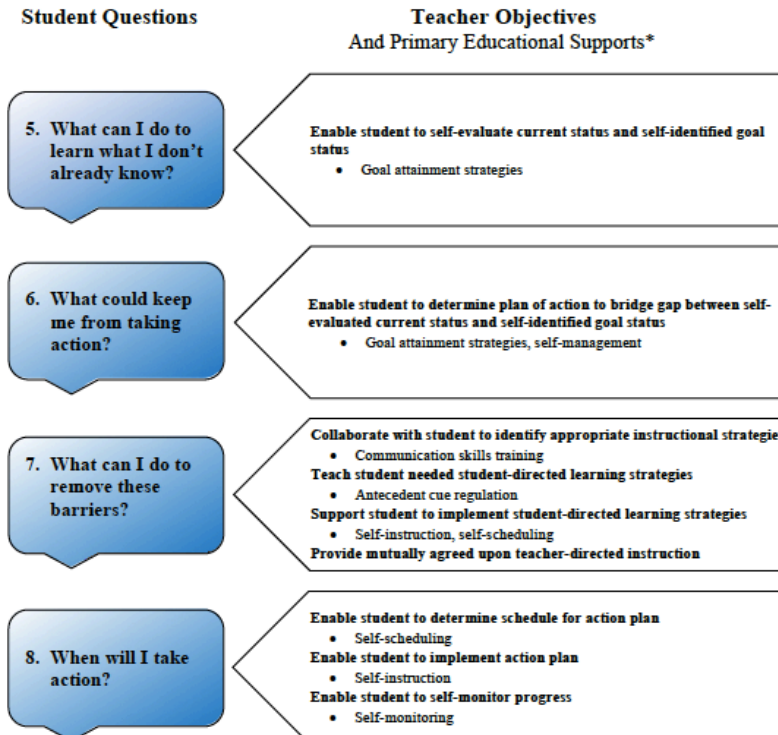 Student Questions
Teacher Objectives
And Primary Educational Supports*
5. What can I do to
learn what I don't
already know?
Enable student to self-evaluate current status and self-identified goal
status
• Goal attainment strategies
6. What could keep
me from taking
action?
Enable student to determine plan of action to bridge gap between self-
evaluated current status and self-identified goal status
• Goal attainment strategies, self-management
7. What can I do to
remove these
barriers?
Collaborate with student to identify appropriate instructional strategie
• Communication skills training
Teach student needed student-directed learning strategies
• Antecedent cue regulation
Support student to implement student-directed learning strategies
• Self-instruction, self-scheduling
Provide mutually agreed upon teacher-directed instruction
8. When will I take
action?
Enable student to determine schedule for action plan
• Self-scheduling
Enable student to implement action plan
• Self-instruction
Enable student to self-monitor progress
• Self-monitoring